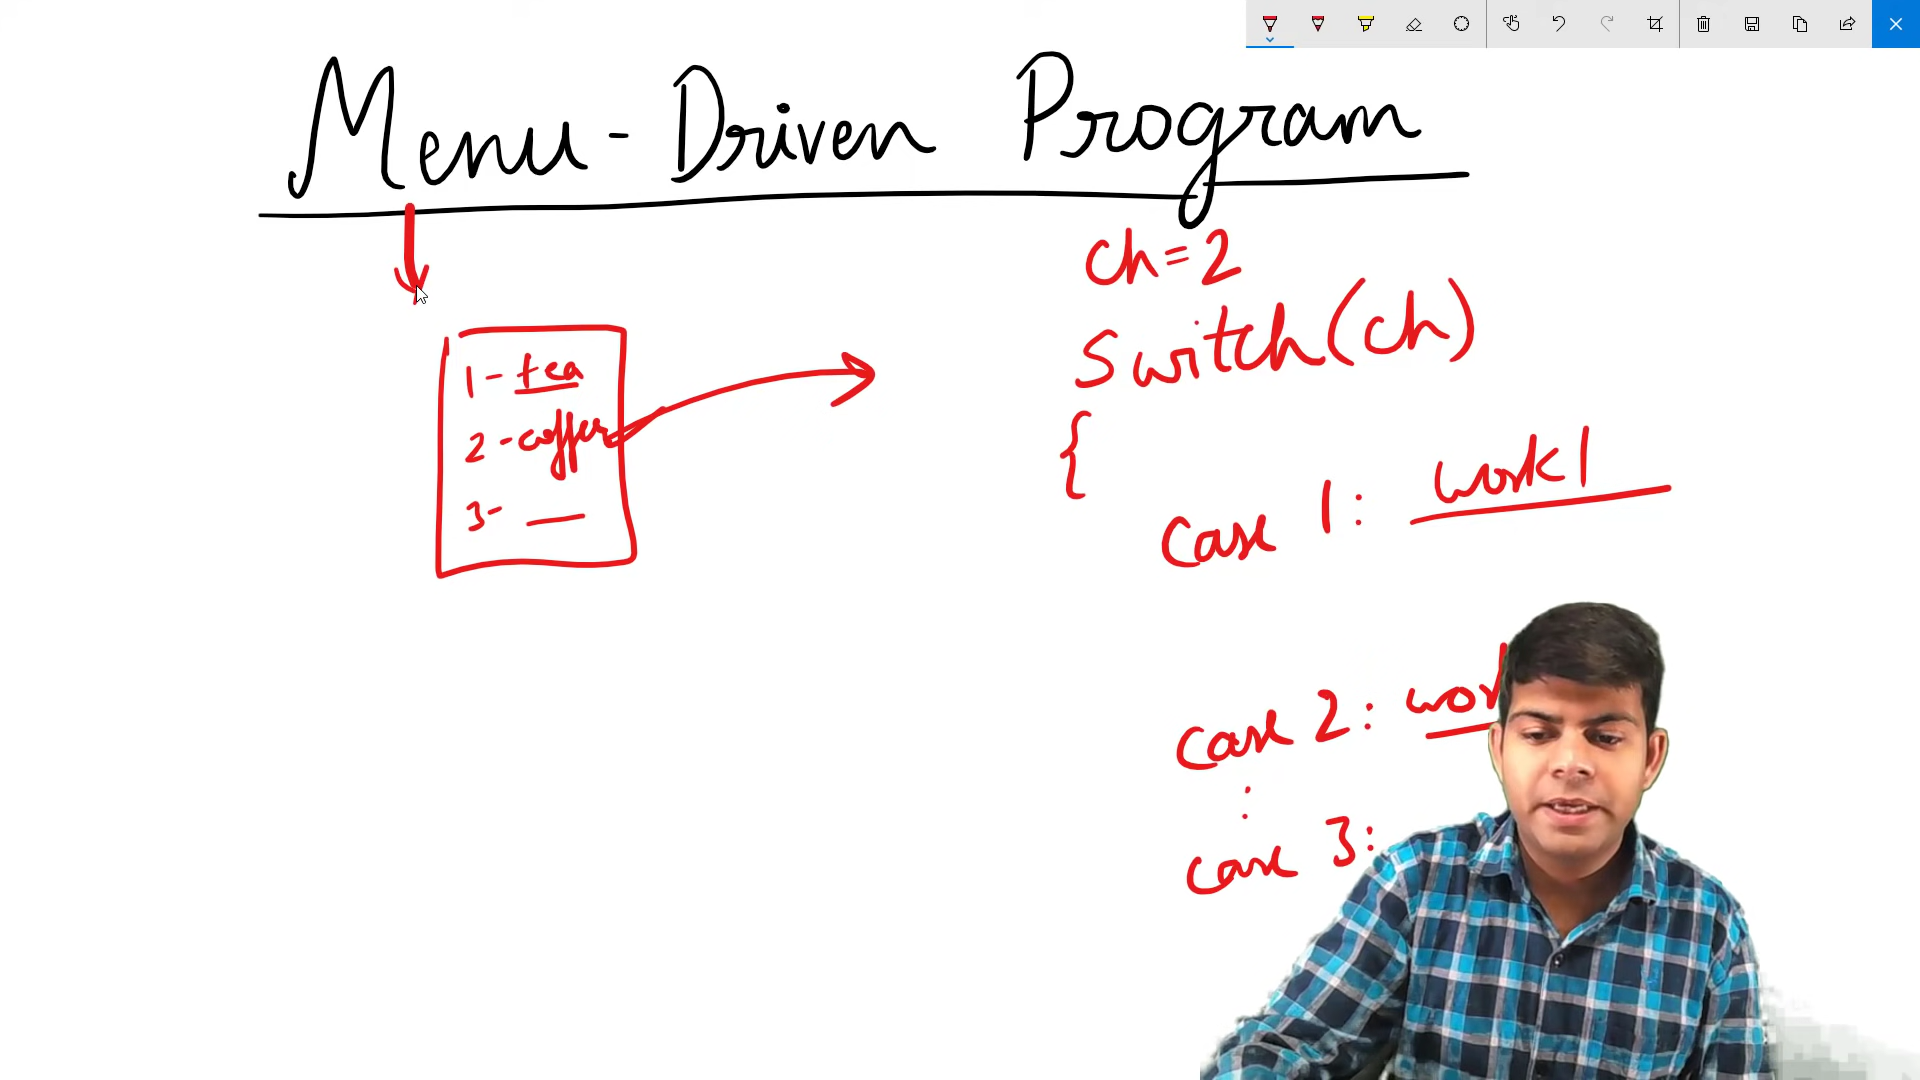 Menu-Driven Program
1- tea
2-coffee
3-
ch=2
switch(ch)
{
case 1: work1
case 2:
:
case 3: